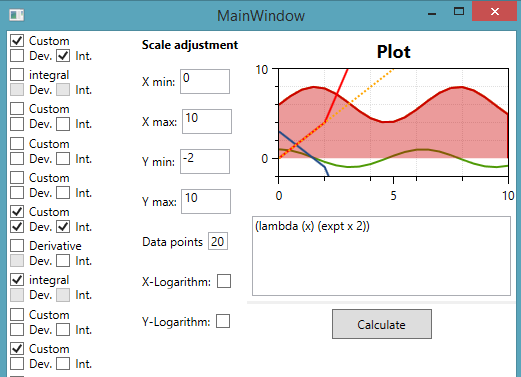 MainWindow
Custom
Dev. Int.
integral
Dev. Int.
Custom
Dev. Int.
Custom
Dev. Int.
Custom
Dev. Int.
Custom
Dev. Int.
Derivative
Dev. Int.
integral
Dev. Int.
Custom
Dev. Int.
Custom
Dev. Int.
Scale adjustment
X min: 0
X max: 10
Y min: -2
Y max: 10
Data points 20
X-Logarithm:
Y-Logarithm:
Plot
10
0
0 5 10
(lambda (x) (expt x 2))
Calculate